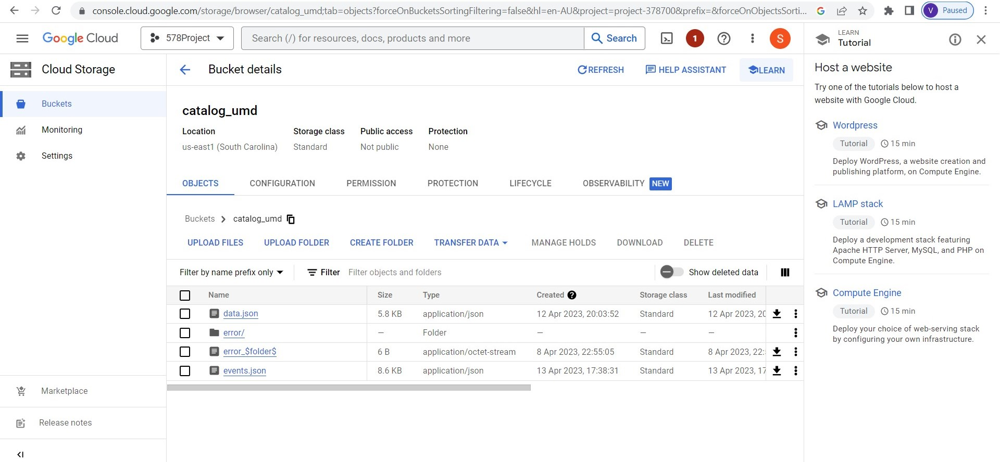 console.cloud.google.com/storage/browser/catalog_umd;tab=objects?forceOnBucketsSortingFiltering=false&hl=en-AU&project=project-378700&prefix=&forceOnObjectsSorti...
V Paused
Google Cloud
578Project
Search (/) for resources, docs, products and more
Search
1
S
LEARN
Tutorial
Cloud Storage
Bucket details
REFRESH
HELP ASSISTANT
LEARN
Buckets
Monitoring
Settings
Marketplace
Release notes
catalog_umd
Location Storage class Public access Protection
us-east1 (South Carolina) Standard Not public None
OBJECTS CONFIGURATION PERMISSION PROTECTION LIFECYCLE OBSERVABILITY NEW
Buckets catalog_umd
UPLOAD FILES UPLOAD FOLDER CREATE FOLDER TRANSFER DATA MANAGE HOLDS DOWNLOAD DELETE
Filter by name prefix only Filter Filter objects and folders Show deleted data
Name Size Type Created Storage class Last modified
data.json 5.8 KB application/json 12 Apr 2023, 20:03:52 Standard 12 Apr 2023, 20
error/ — Folder — — —
error_$folder$ 6 B application/octet-stream 8 Apr 2023, 22:55:05 Standard 8 Apr 2023, 22:
events.json 8.6 KB application/json 13 Apr 2023, 17:38:31 Standard 13 Apr 2023, 17
Host a website
Try one of the tutorials below to host a
website with Google Cloud.
Wordpress
Tutorial 15 min
Deploy WordPress, a website creation and
publishing platform, on Compute Engine.
LAMP stack
Tutorial 15 min
Deploy a development stack featuring
Apache HTTP Server, MySQL, and PHP on
Compute Engine.
Compute Engine
Tutorial 15 min
Deploy your choice of web-serving stack
by configuring your own infrastructure.